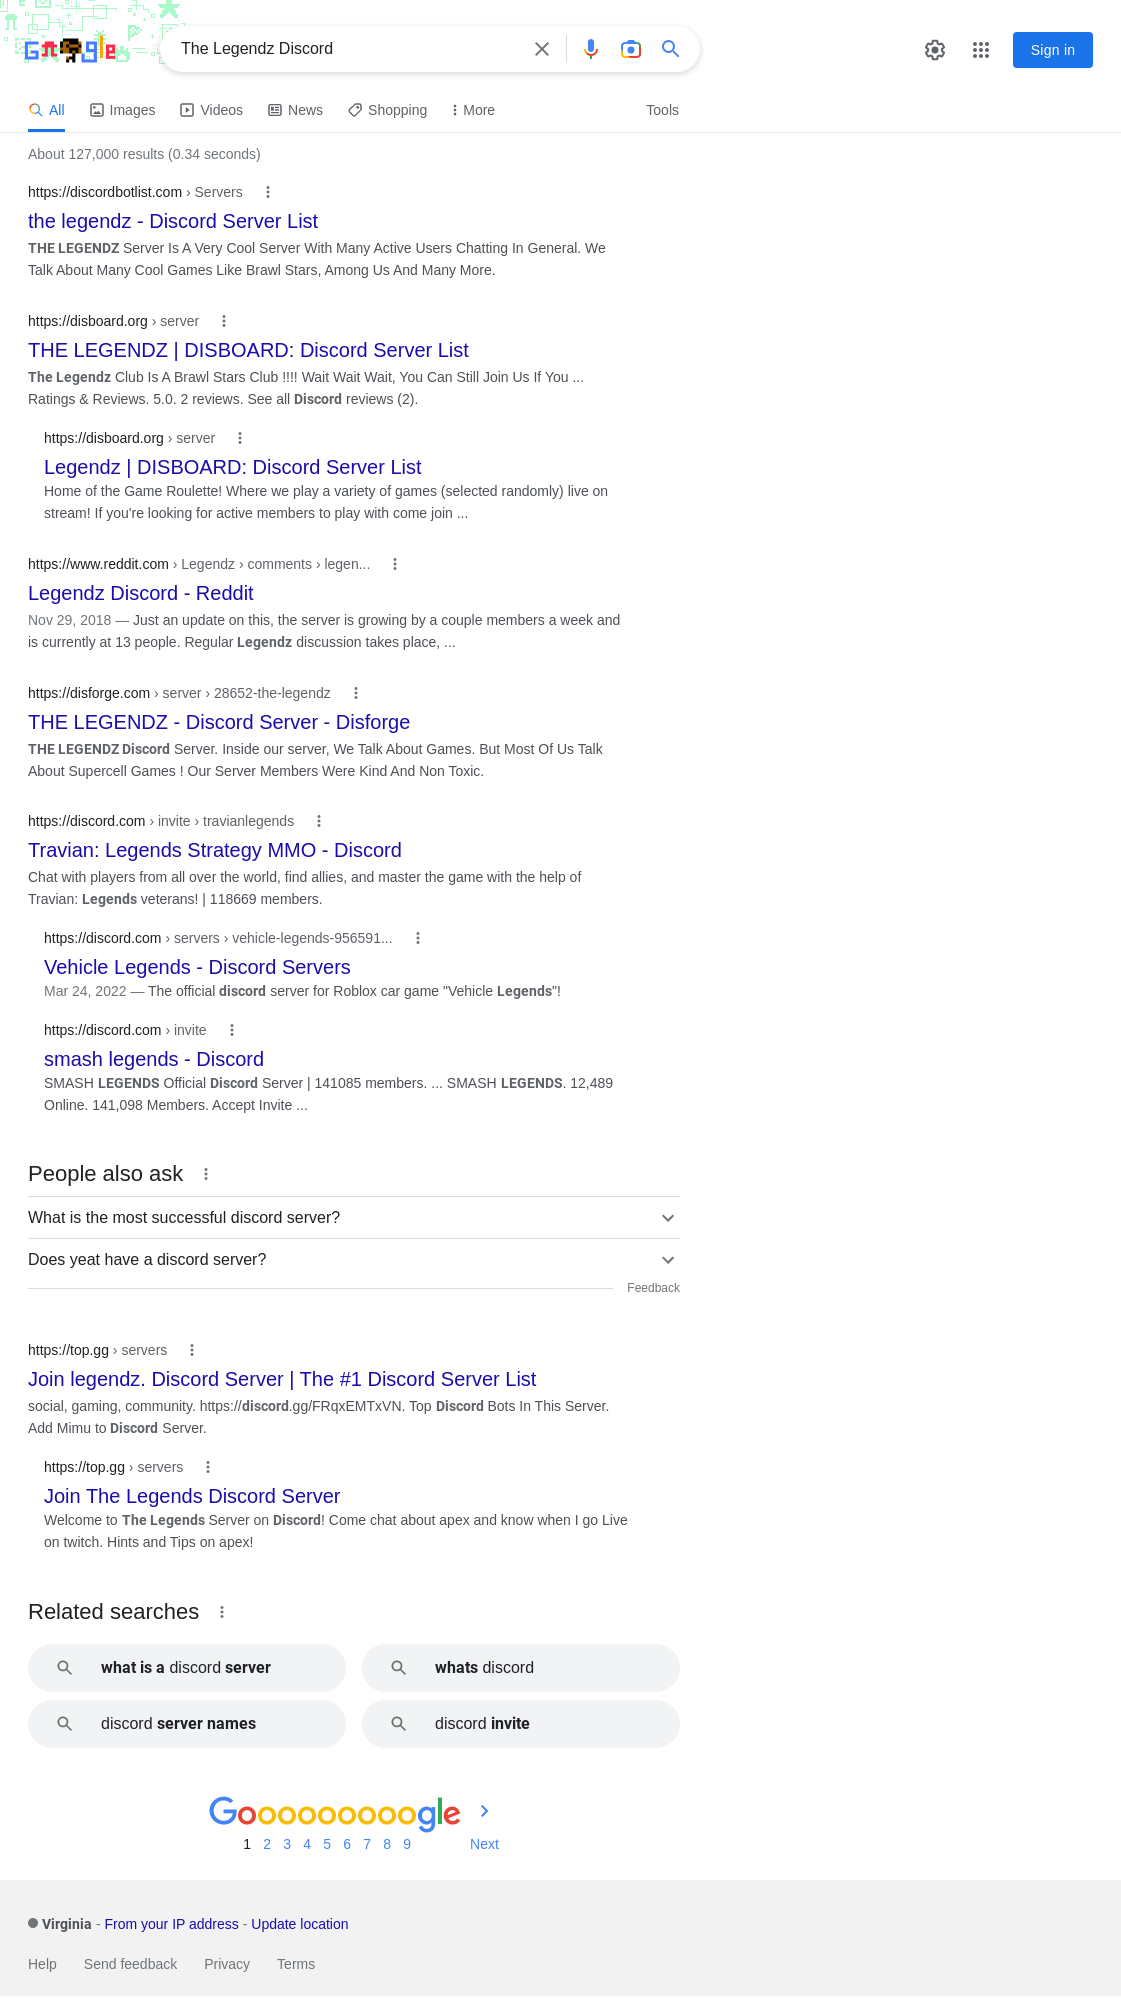 Google
The Legendz Discord
Sign in
All Images Videos News Shopping More Tools
About 127,000 results (0.34 seconds)
https://discordbotlist.com › Servers
the legendz - Discord Server List
THE LEGENDZ Server Is A Very Cool Server With Many Active Users Chatting In General. We
Talk About Many Cool Games Like Brawl Stars, Among Us And Many More.
https://disboard.org › server
THE LEGENDZ | DISBOARD: Discord Server List
The Legendz Club Is A Brawl Stars Club !!!! Wait Wait Wait, You Can Still Join Us If You ...
Ratings & Reviews. 5.0. 2 reviews. See all Discord reviews (2).
https://disboard.org › server
Legendz | DISBOARD: Discord Server List
Home of the Game Roulette! Where we play a variety of games (selected randomly) live on
stream! If you're looking for active members to play with come join ...
https://www.reddit.com › Legendz › comments › legen...
Legendz Discord - Reddit
Nov 29, 2018 — Just an update on this, the server is growing by a couple members a week and
is currently at 13 people. Regular Legendz discussion takes place, ...
https://disforge.com › server › 28652-the-legendz
THE LEGENDZ - Discord Server - Disforge
THE LEGENDZ Discord Server. Inside our server, We Talk About Games. But Most Of Us Talk
About Supercell Games ! Our Server Members Were Kind And Non Toxic.
https://discord.com › invite › travianlegends
Travian: Legends Strategy MMO - Discord
Chat with players from all over the world, find allies, and master the game with the help of
Travian: Legends veterans! | 118669 members.
https://discord.com › servers › vehicle-legends-956591...
Vehicle Legends - Discord Servers
Mar 24, 2022 — The official discord server for Roblox car game "Vehicle Legends"!
https://discord.com › invite
smash legends - Discord
SMASH LEGENDS Official Discord Server | 141085 members. ... SMASH LEGENDS. 12,489
Online. 141,098 Members. Accept Invite ...
People also ask
What is the most successful discord server?
Does yeat have a discord server?
Feedback
https://top.gg › servers
Join legendz. Discord Server | The #1 Discord Server List
social, gaming, community. https://discord.gg/FRqxEMTxVN. Top Discord Bots In This Server.
Add Mimu to Discord Server.
https://top.gg › servers
Join The Legends Discord Server
Welcome to The Legends Server on Discord! Come chat about apex and know when I go Live
on twitch. Hints and Tips on apex!
Related searches
what is a discord server
whats discord
discord server names
discord invite
Gooooooooogle
1 2 3 4 5 6 7 8 9 Next
Virginia - From your IP address - Update location
Help Send feedback Privacy Terms